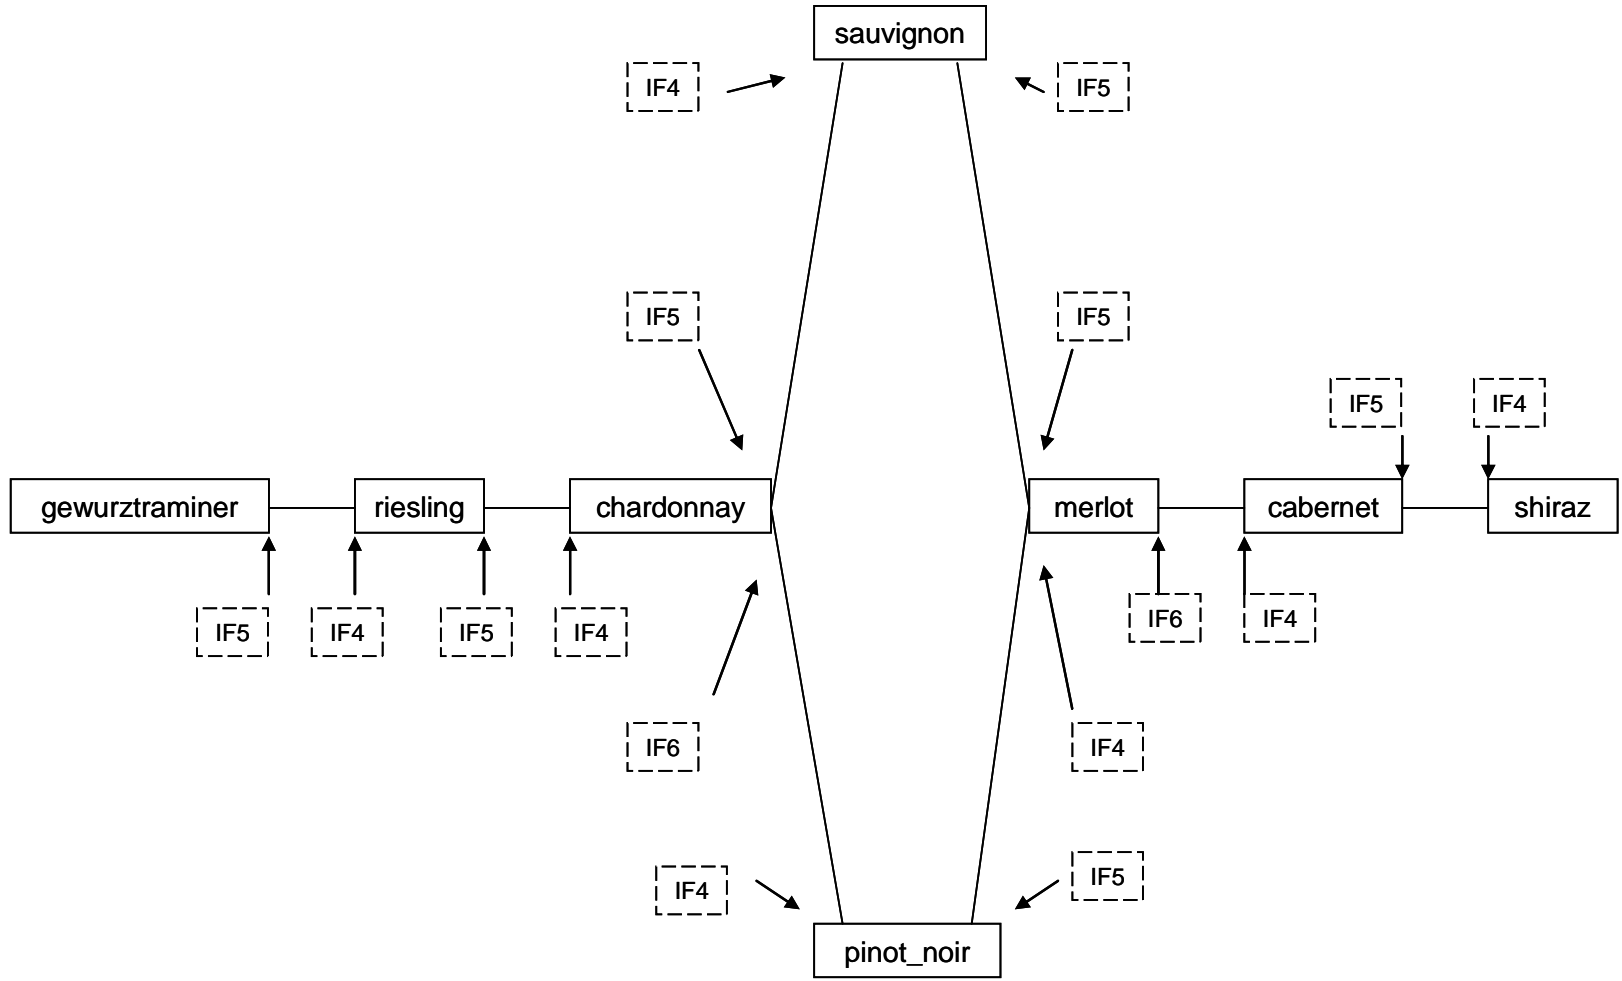 sauvignon
IF4
IF5
IF5
IF5
IF5
IF4
gewurztraminer
riesling
chardonnay
merlot
cabernet
shiraz
IF5
IF4
IF5
IF4
IF6
IF4
IF6
IF4
IF4
IF5
pinot_noir